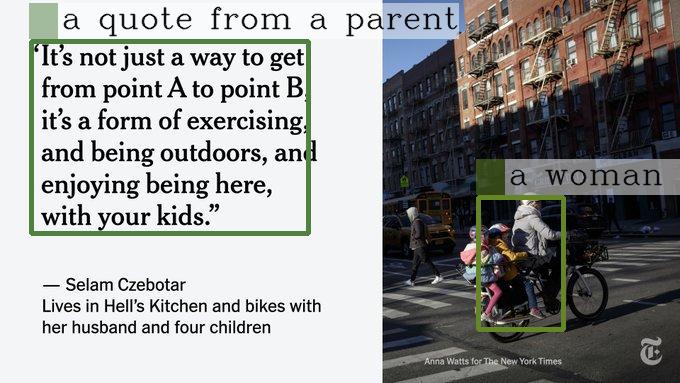 a quote from a parent
“It’s not just a way to get
from point A to point B,
it’s a form of exercising,
and being outdoors, and
enjoying being here,
with your kids.”
a woman
— Selam Czebotar
Lives in Hell’s Kitchen and bikes with
her husband and four children
Anna Watts for The New York Times
T